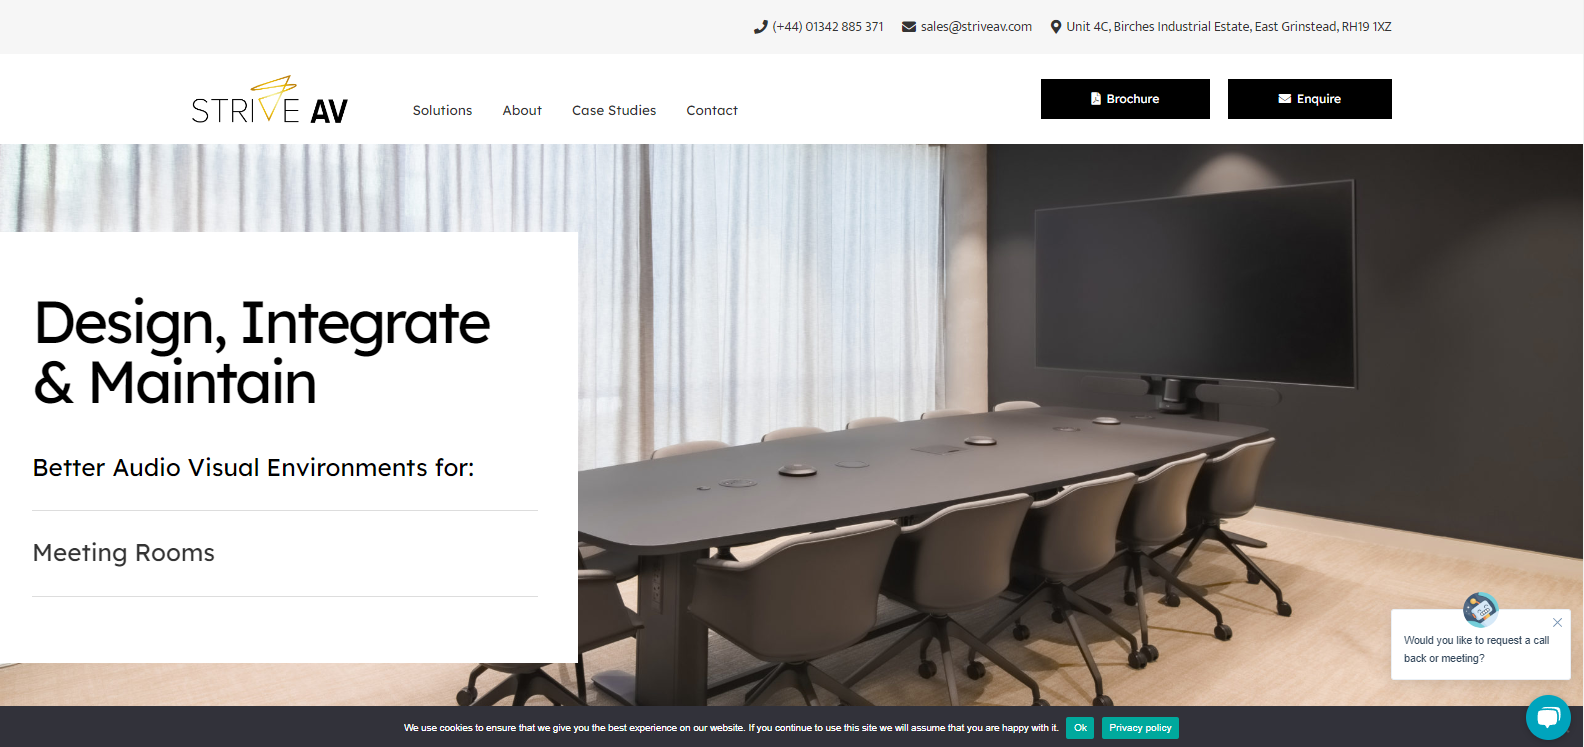 (+44) 01342 885 371
sales@striveav.com
Unit 4C, Birches Industrial Estate, East Grinstead, RH19 1XZ
STRIVE AV
Solutions
About
Case Studies
Contact
Brochure
Enquire
Design, Integrate
& Maintain
Better Audio Visual Environments for:
Meeting Rooms
Would you like to request a call
back or meeting?
We use cookies to ensure that we give you the best experience on our website. If you continue to use this site we will assume that you are happy with it.
Ok
Privacy policy